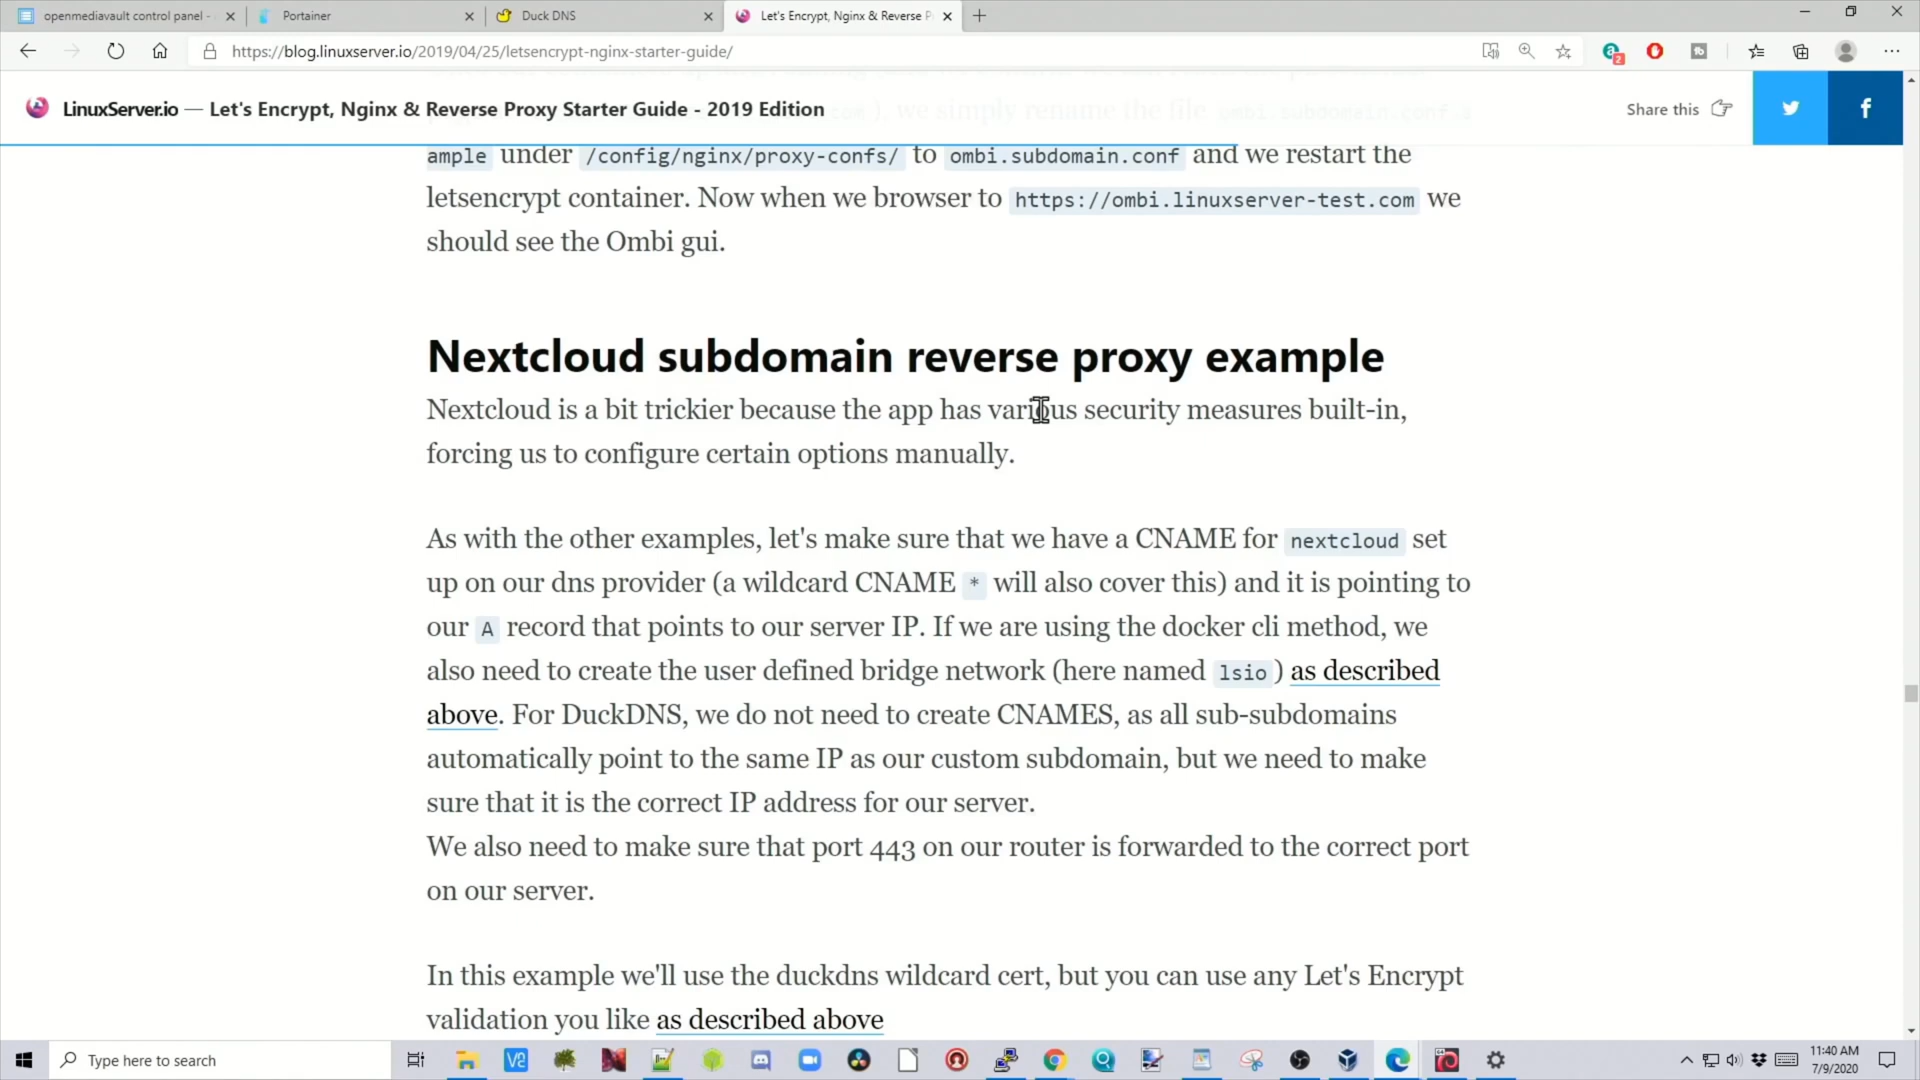 openmediavault control panel -
Portainer
Duck DNS
Let's Encrypt, Nginx & Reverse P
https://blog.linuxserver.io/2019/04/25/letsencrypt-nginx-starter-guide/
2
LinuxServer.io — Let's Encrypt, Nginx & Reverse Proxy Starter Guide - 2019 Edition
Share this
), we simply rename the file ombi.subdomain.conf.s
ample under /config/nginx/proxy-confs/ to ombi.subdomain.conf and we restart the
letsencrypt container. Now when we browser to https://ombi.linuxserver-test.com we
should see the Ombi gui.
Nextcloud subdomain reverse proxy example
Nextcloud is a bit trickier because the app has various security measures built-in,
forcing us to configure certain options manually.
As with the other examples, let's make sure that we have a CNAME for nextcloud set
up on our dns provider (a wildcard CNAME * will also cover this) and it is pointing to
our A record that points to our server IP. If we are using the docker cli method, we
also need to create the user defined bridge network (here named lsio) as described
above. For DuckDNS, we do not need to create CNAMES, as all sub-subdomains
automatically point to the same IP as our custom subdomain, but we need to make
sure that it is the correct IP address for our server.
We also need to make sure that port 443 on our router is forwarded to the correct port
on our server.
In this example we'll use the duckdns wildcard cert, but you can use any Let's Encrypt
validation you like as described above
Type here to search
11:40 AM
7/9/2020